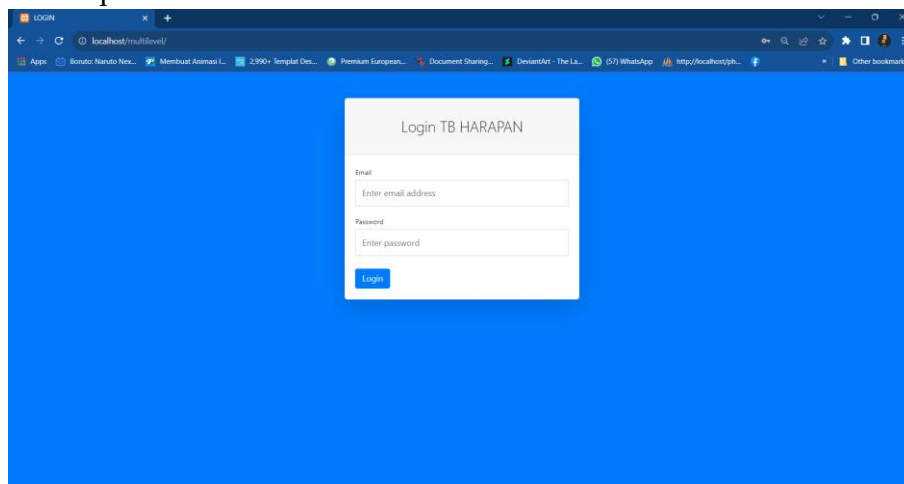 LOGIN
localhost/multilevel/
Apps Boruto: Naruto Nex... Membuat Animasi I... 2,990+ Templat Des... Premium European... Document Sharing... DeviantArt - The La... (57) WhatsApp http://localhost/ph... » Other bookmark
Login TB HARAPAN
Email
Enter email address
Password
Enter password
Login